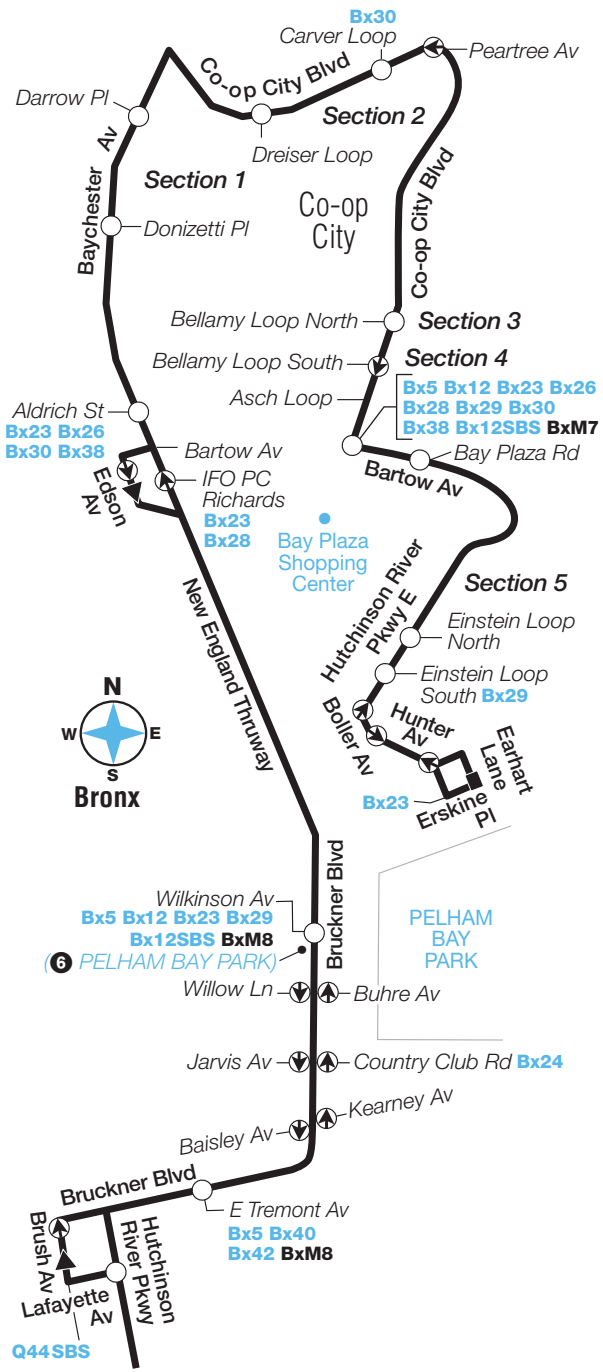 Bx30
Carver Loop
Peartree Av
Co-op City Blvd
Darrow Pl
Section 2
Dreiser Loop
Baychester Av
Section 1
Co-op
City
Co-op City Blvd
Donizetti Pl
Bellamy Loop North
Section 3
Bellamy Loop South
Section 4
Asch Loop
Bx5 Bx12 Bx23 Bx26
Bx28 Bx29 Bx30
Bx38 Bx12SBS BxM7
Aldrich St
Bx23 Bx26
Bx30 Bx38
Bartow Av
Bay Plaza Rd
Bartow Av
Edson
Av
IFO PC
Richards
Bx23
Bx28
Bay Plaza
Shopping
Center
New England Thruway
Hutchinson River
Pkwy E
Section 5
Einstein Loop
North
Einstein Loop
South Bx29
Boller Av
Hunter
Av
Earhart
Lane
Bx23
Erskine
Pl
N
W
E
S
Bronx
Bruckner Blvd
Wilkinson Av
Bx5 Bx12 Bx23 Bx29
Bx12SBS BxM8
(6 PELHAM BAY PARK)
PELHAM
BAY
PARK
Willow Ln
Buhre Av
Jarvis Av
Country Club Rd Bx24
Kearney Av
Baisley Av
Bruckner Blvd
E Tremont Av
Bx5 Bx40
Bx42 BxM8
Brush Av
Hutchinson
River Pkwy
Lafayette
Av
Q44SBS